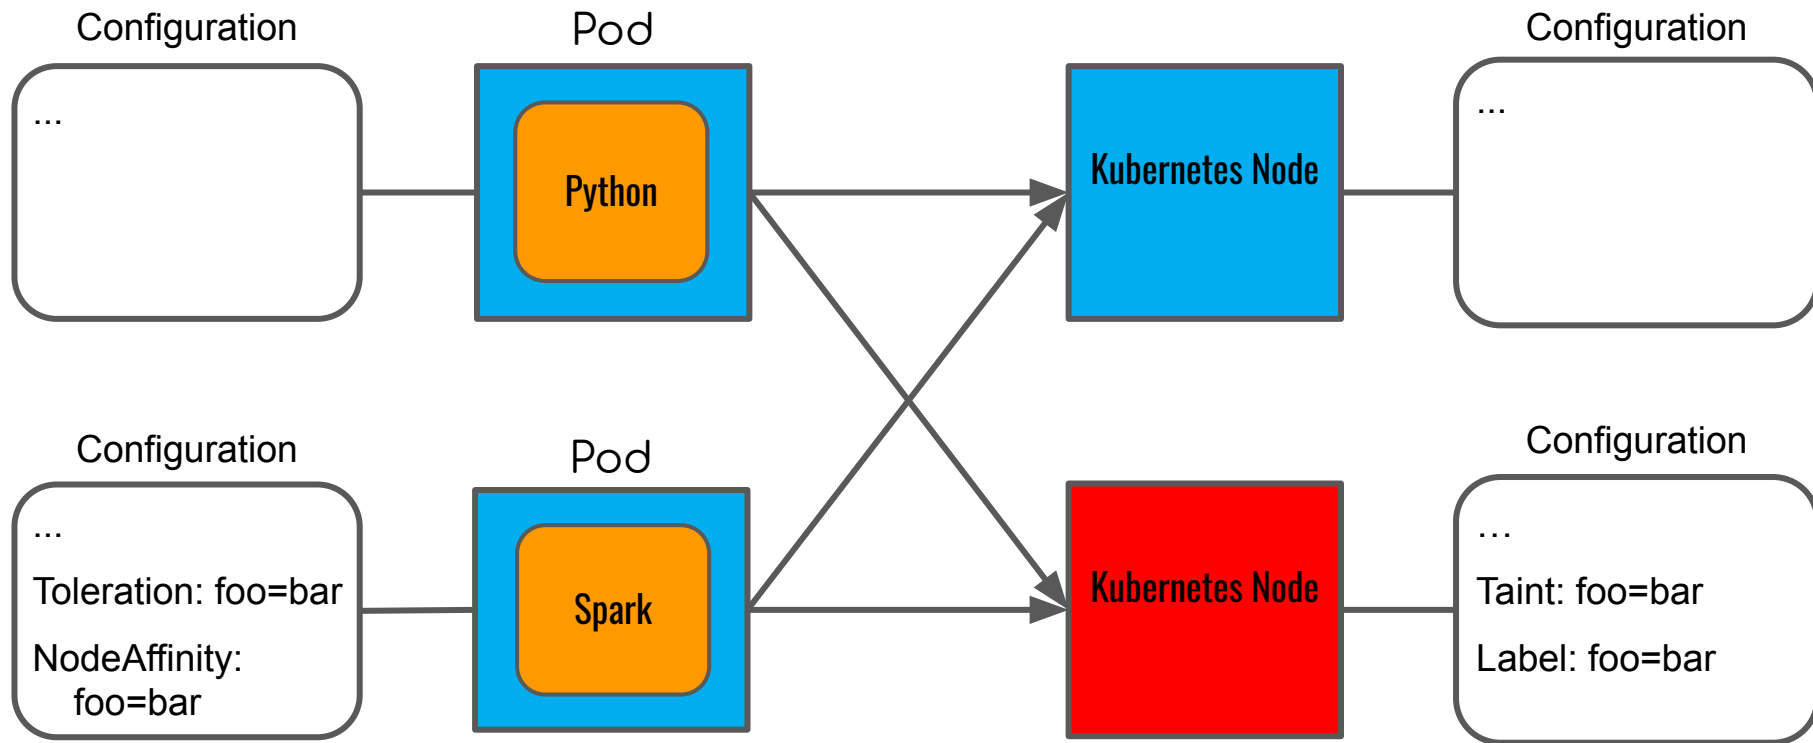 Configuration
Pod
Configuration
...
Python
Kubernetes Node
...
Configuration
Pod
Configuration
...
Toleration: foo=bar
NodeAffinity:
foo=bar
Spark
Kubernetes Node
...
Taint: foo=bar
Label: foo=bar